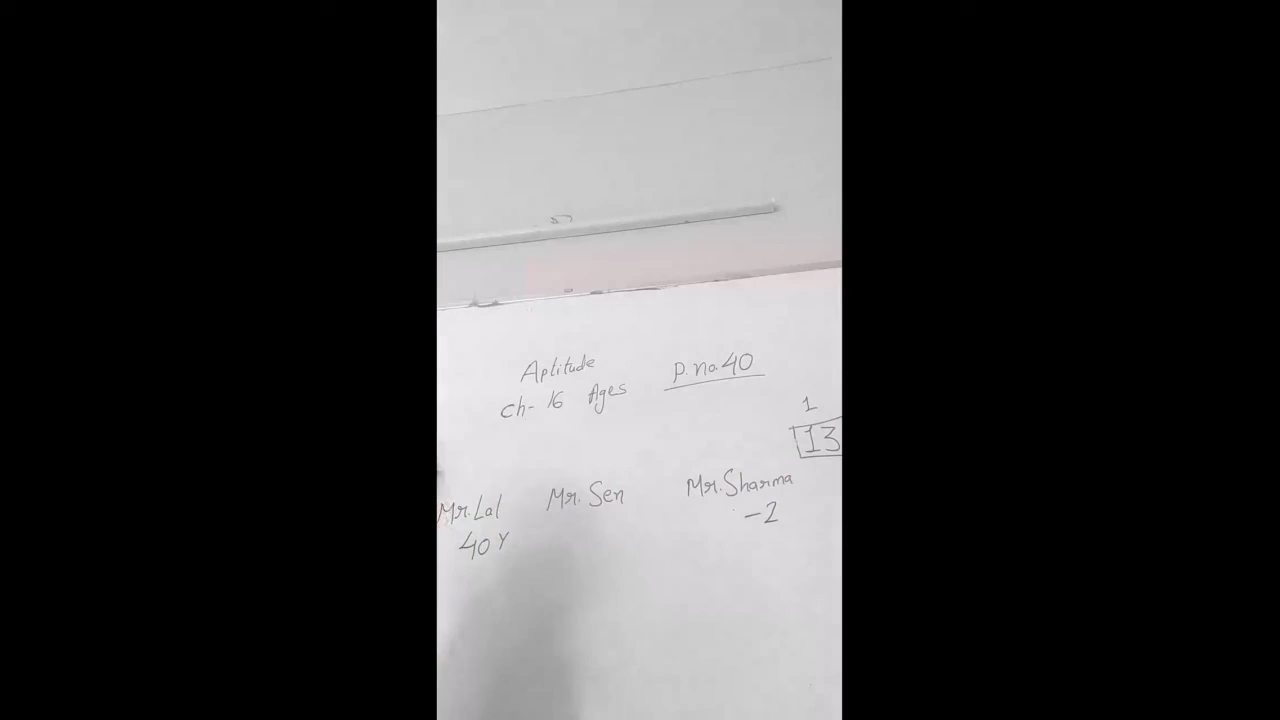 Aptitude
ch- 16 Ages
p.no.40
1
13
Mr.Lal Mr. Sen Mr.Sharma
40 Y -2